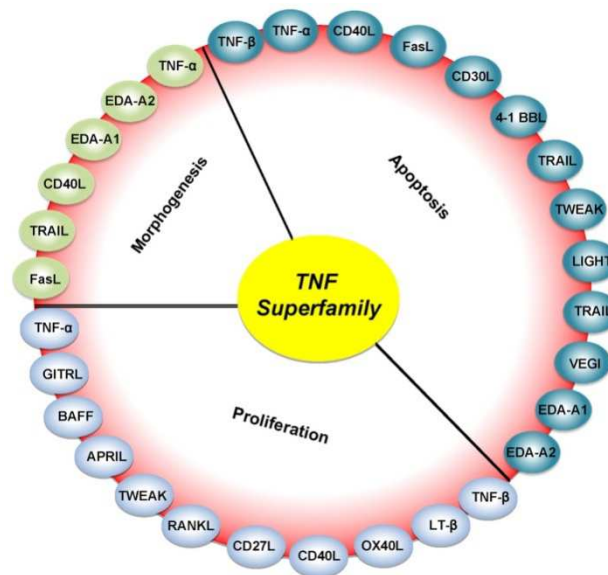 TNF-β
TNF-α
CD40L
FasL
CD30L
4-1 BBL
TRAIL
TWEAK
LIGHT
TRAIL
VEGI
EDA-A1
EDA-A2
Apoptosis
TNF-α
EDA-A2
EDA-A1
CD40L
TRAIL
FasL
Morphogenesis
TNF
Superfamily
TNF-α
GITRL
BAFF
APRIL
TWEAK
RANKL
CD27L
CD40L
OX40L
LT-β
TNF-β
Proliferation